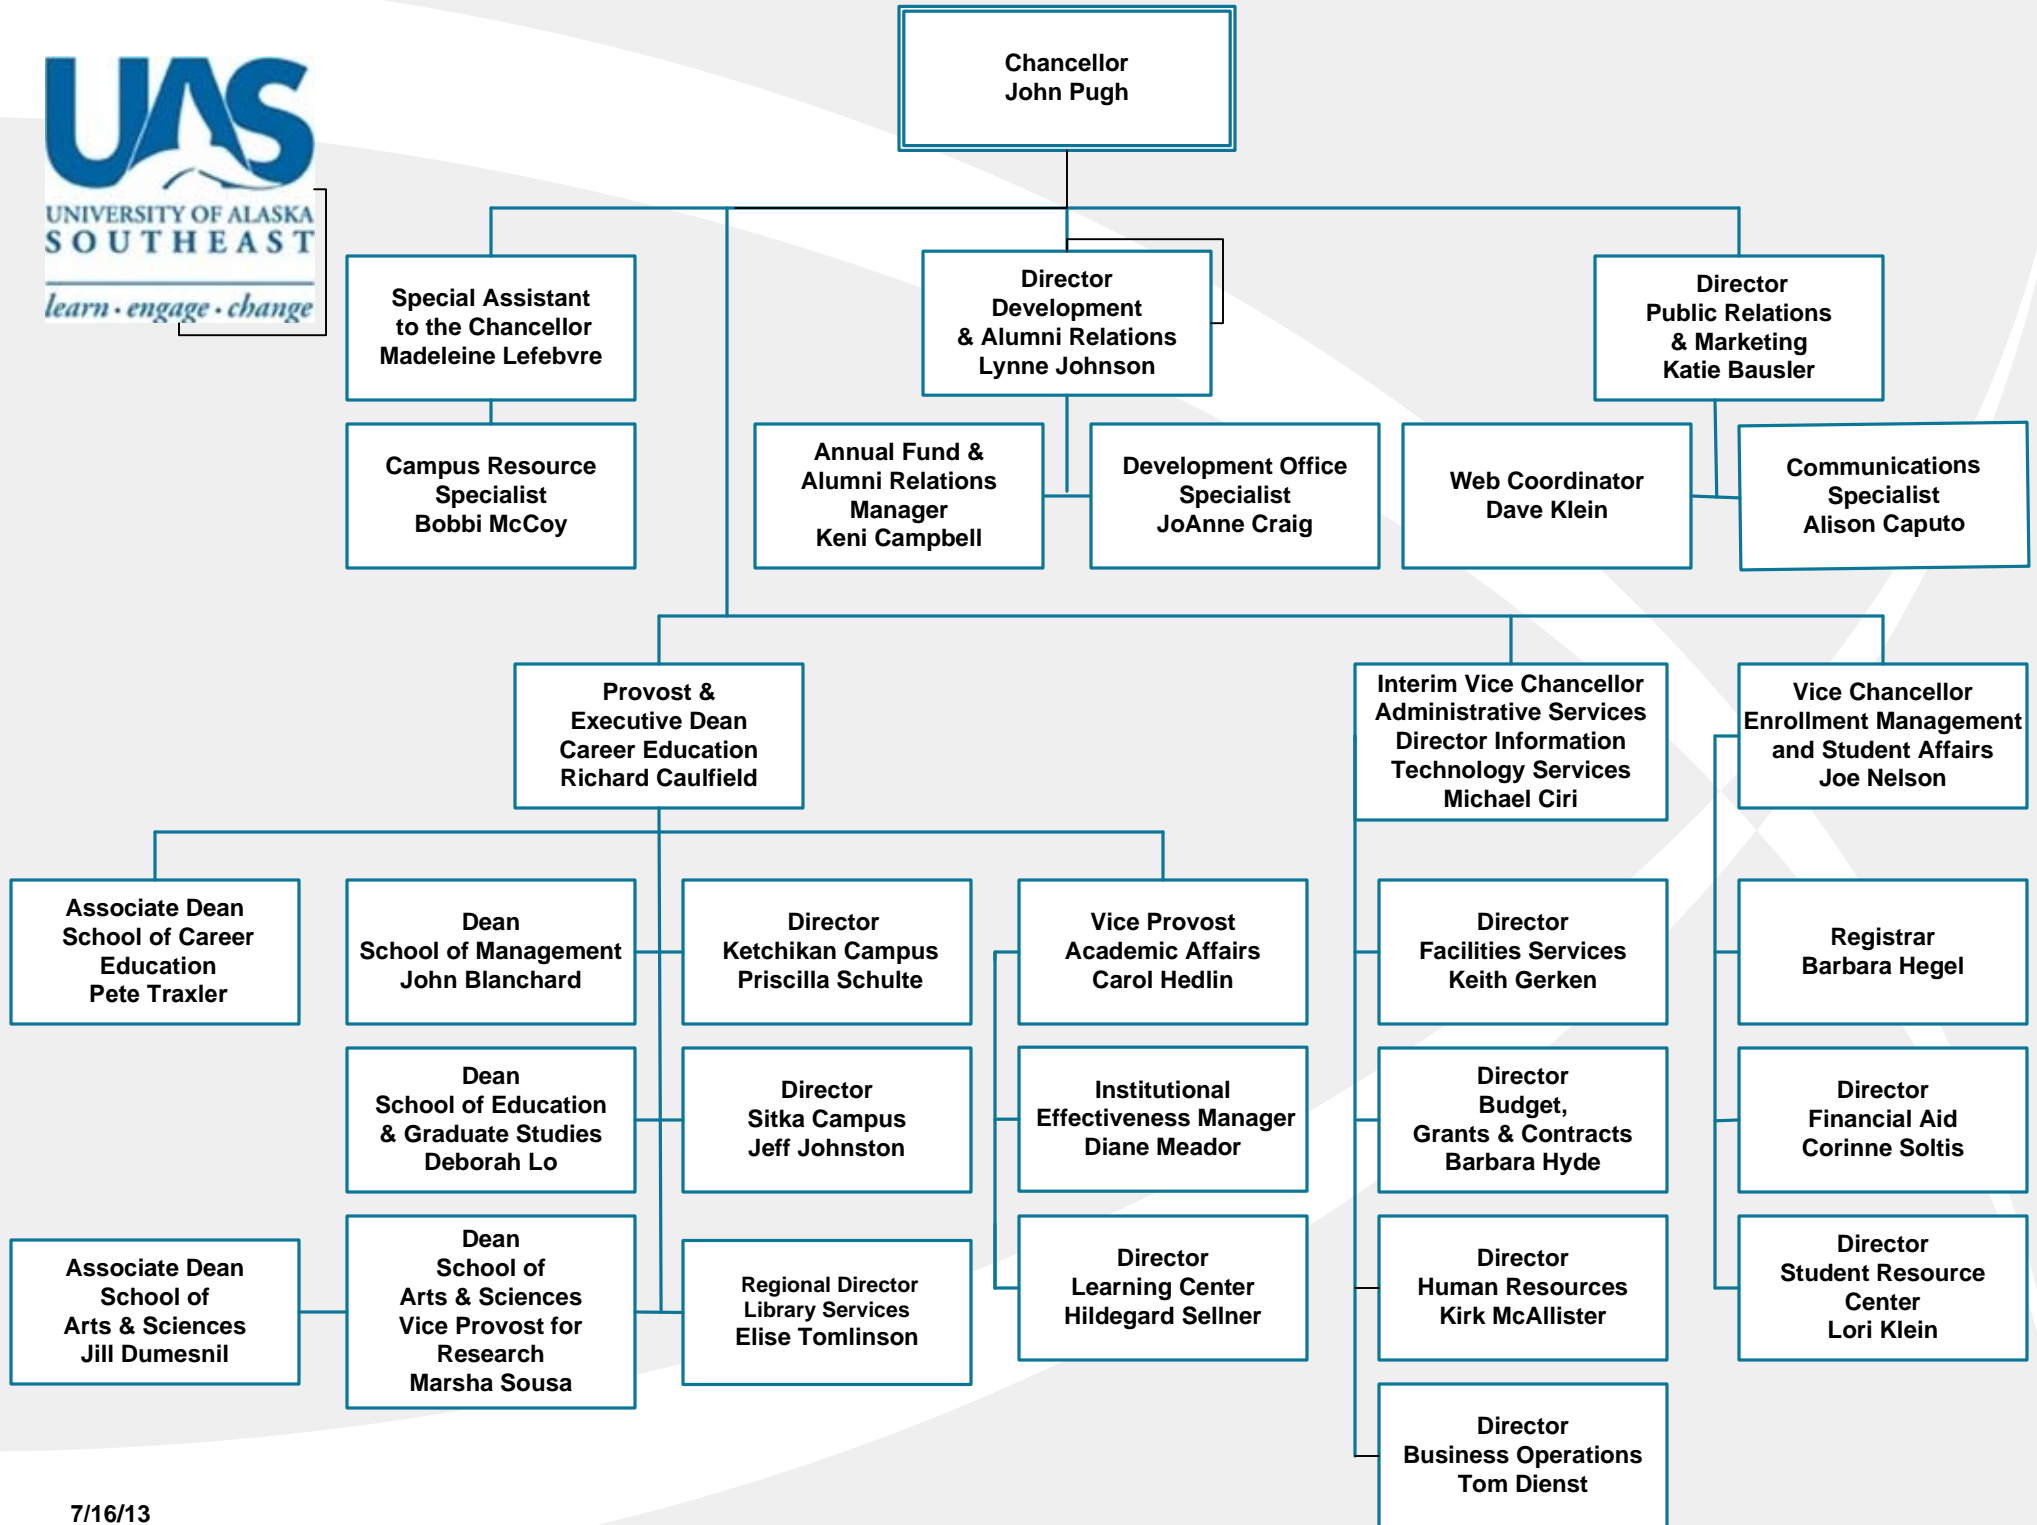 UAS
UNIVERSITY OF ALASKA
SOUTHEAST
learn · engage · change
Chancellor
John Pugh
Special Assistant
to the Chancellor
Madeleine Lefebvre
Director
Development
& Alumni Relations
Lynne Johnson
Director
Public Relations
& Marketing
Katie Bausler
Campus Resource
Specialist
Bobbi McCoy
Annual Fund &
Alumni Relations
Manager
Keni Campbell
Development Office
Specialist
JoAnne Craig
Web Coordinator
Dave Klein
Communications
Specialist
Alison Caputo
Provost &
Executive Dean
Career Education
Richard Caulfield
Interim Vice Chancellor
Administrative Services
Director Information
Technology Services
Michael Ciri
Vice Chancellor
Enrollment Management
and Student Affairs
Joe Nelson
Associate Dean
School of Career
Education
Pete Traxler
Dean
School of Management
John Blanchard
Director
Ketchikan Campus
Priscilla Schulte
Vice Provost
Academic Affairs
Carol Hedlin
Director
Facilities Services
Keith Gerken
Registrar
Barbara Hegel
Dean
School of Education
& Graduate Studies
Deborah Lo
Director
Sitka Campus
Jeff Johnston
Institutional
Effectiveness Manager
Diane Meador
Director
Budget,
Grants & Contracts
Barbara Hyde
Director
Financial Aid
Corinne Soltis
Associate Dean
School of
Arts & Sciences
Jill Dumesnil
Dean
School of
Arts & Sciences
Vice Provost for
Research
Marsha Sousa
Regional Director
Library Services
Elise Tomlinson
Director
Learning Center
Hildegard Sellner
Director
Human Resources
Kirk McAllister
Director
Student Resource
Center
Lori Klein
Director
Business Operations
Tom Dienst
7/16/13